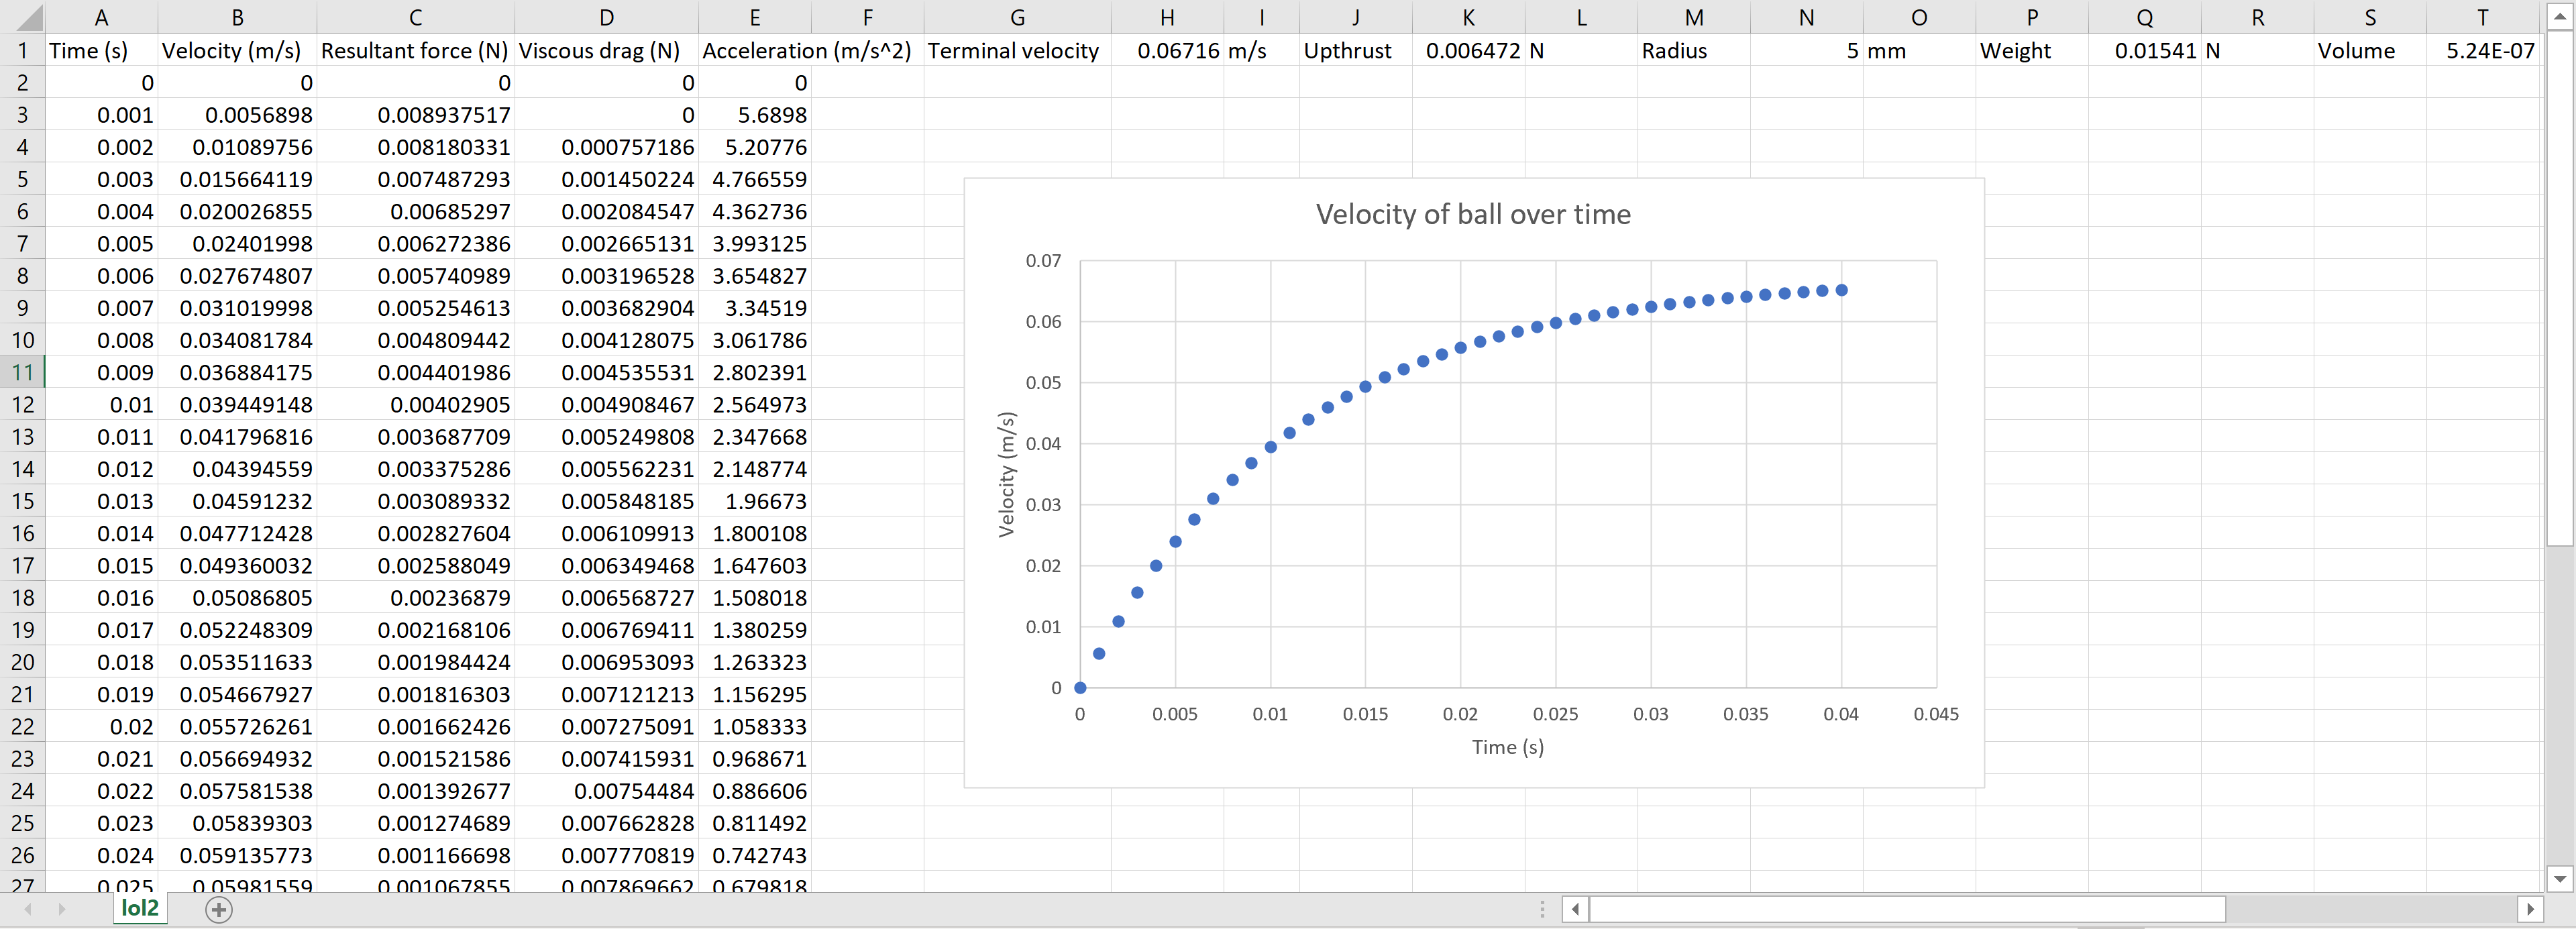 A B C D E F G H I J K L M N O P Q R S T
1 Time (s) Velocity (m/s) Resultant force (N) Viscous drag (N) Acceleration (m/s^2) Terminal velocity 0.06716 m/s Upthrust 0.006472 N Radius 5 mm Weight 0.01541 N Volume 5.24E-07
2 0 0 0 0 0
3 0.001 0.0056898 0.008937517 0 5.6898
4 0.002 0.01089756 0.008180331 0.000757186 5.20776
5 0.003 0.015664119 0.007487293 0.001450224 4.766559
6 0.004 0.020026855 0.00685297 0.002084547 4.362736
7 0.005 0.02401998 0.006272386 0.002665131 3.993125
8 0.006 0.027674807 0.005740989 0.003196528 3.654827
9 0.007 0.031019998 0.005254613 0.003682904 3.34519
10 0.008 0.034081784 0.004809442 0.004128075 3.061786
11 0.009 0.036884175 0.004401986 0.004535531 2.802391
12 0.01 0.039449148 0.00402905 0.004908467 2.564973
13 0.011 0.041796816 0.003687709 0.005249808 2.347668
14 0.012 0.04394559 0.003375286 0.005562231 2.148774
15 0.013 0.04591232 0.003089332 0.005848185 1.96673
16 0.014 0.047712428 0.002827604 0.006109913 1.800108
17 0.015 0.049360032 0.002588049 0.006349468 1.647603
18 0.016 0.05086805 0.00236879 0.006568727 1.508018
19 0.017 0.052248309 0.002168106 0.006769411 1.380259
20 0.018 0.053511633 0.001984424 0.006953093 1.263323
21 0.019 0.054667927 0.001816303 0.007121213 1.156295
22 0.02 0.055726261 0.001662426 0.007275091 1.058333
23 0.021 0.056694932 0.001521586 0.007415931 0.968671
24 0.022 0.057581538 0.001392677 0.00754484 0.886606
25 0.023 0.05839303 0.001274689 0.007662828 0.811492
26 0.024 0.059135773 0.001166698 0.007770819 0.742743
27 0.025 0.05981559 0.001067855 0.007869662 0.679818
Velocity of ball over time
Velocity (m/s)
0.07
0.06
0.05
0.04
0.03
0.02
0.01
0
0 0.005 0.01 0.015 0.02 0.025 0.03 0.035 0.04 0.045
Time (s)
lol2